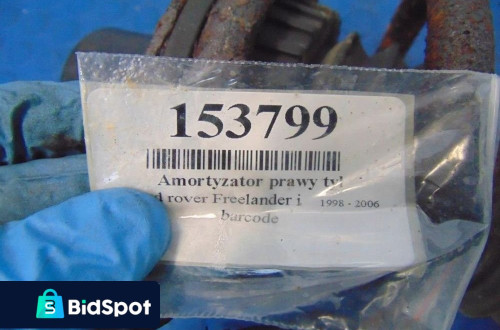 153799
Amortyzator prawy tyl
d rover Freelander i 1998 - 2006
barcode
S BidSpot